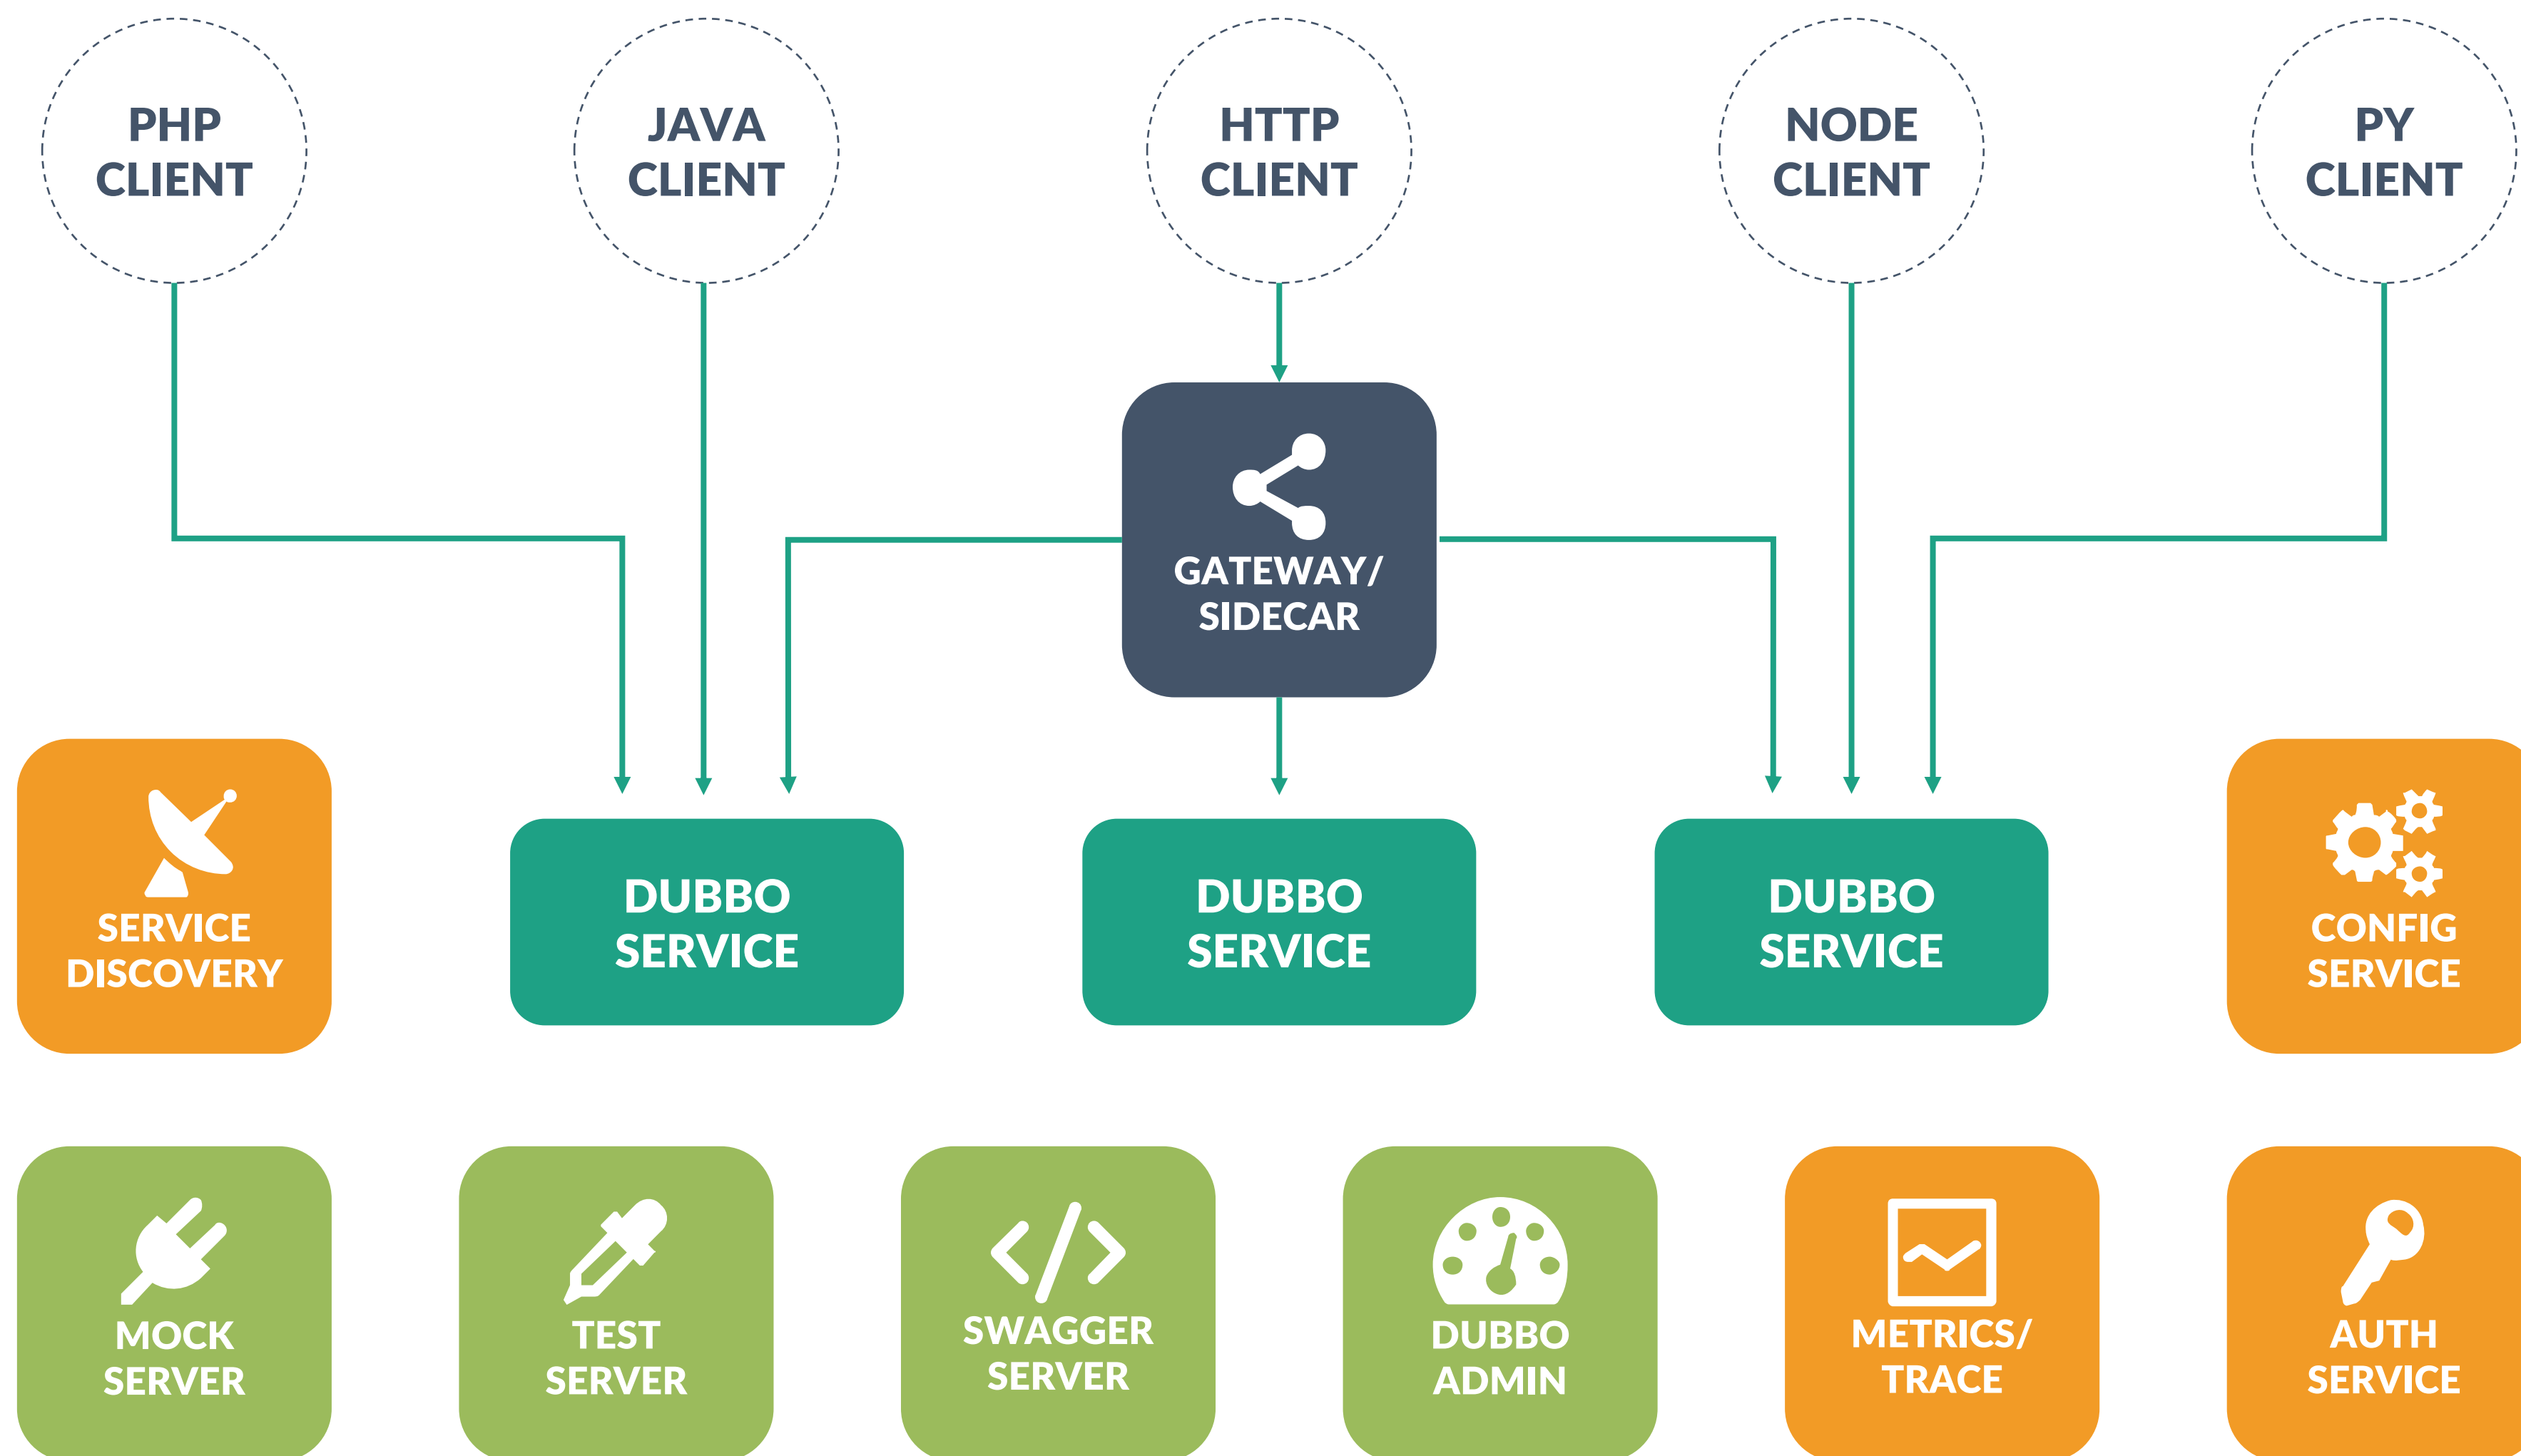 PHP
CLIENT
JAVA
CLIENT
HTTP
CLIENT
NODE
CLIENT
PY
CLIENT
GATEWAY/
SIDECAR
SERVICE
DISCOVERY
DUBBO
SERVICE
DUBBO
SERVICE
DUBBO
SERVICE
CONFIG
SERVICE
MOCK
SERVER
TEST
SERVER
SWAGGER
SERVER
DUBBO
ADMIN
METRICS/
TRACE
AUTH
SERVICE